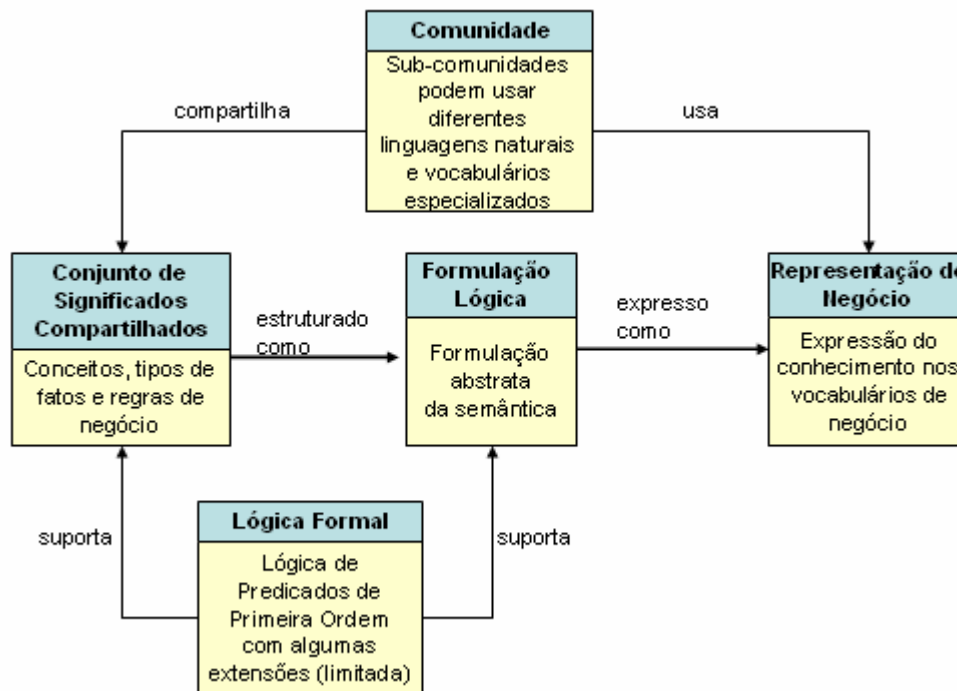 Comunidade
Sub-comunidades
podem usar
diferentes
linguagens naturais
e vocabulários
especializados
compartilha
usa
Conjunto de
Significados
Compartilhados
Conceitos, tipos de
fatos e regras de
negócio
estruturado
como
Formulação
Lógica
Formulação
abstrata
da semântica
expresso
como
Representação de
Negócio
Expressão do
conhecimento nos
vocabulários de
negócio
suporta
Lógica Formal
Lógica de
Predicados de
Primeira Ordem
com algumas
extensões (limitada)
suporta